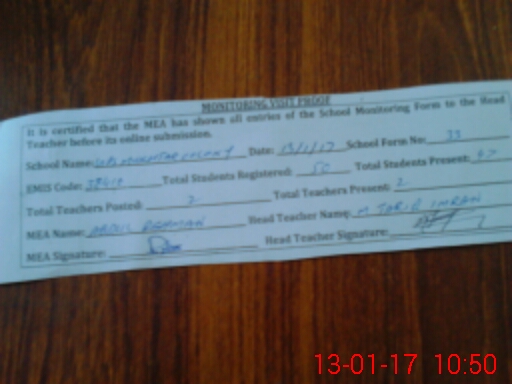 MONITORING VISIT PROOF
It is certified that the MEA has shown all entries of the School Monitoring Form to the Head
Teacher before its online submission.
School Name: Date: 13/1/17 School Form No: 33
EMIS Code: Total Students Registered: 50 Total Students Present: 47
Total Teachers Posted: 2 Total Teachers Present: 2
MEA Name: ABDUL REHMAN Head Teacher Name: M. TARIQ IMRAN
MEA Signature: Head Teacher Signature:
13-01-17 10:50